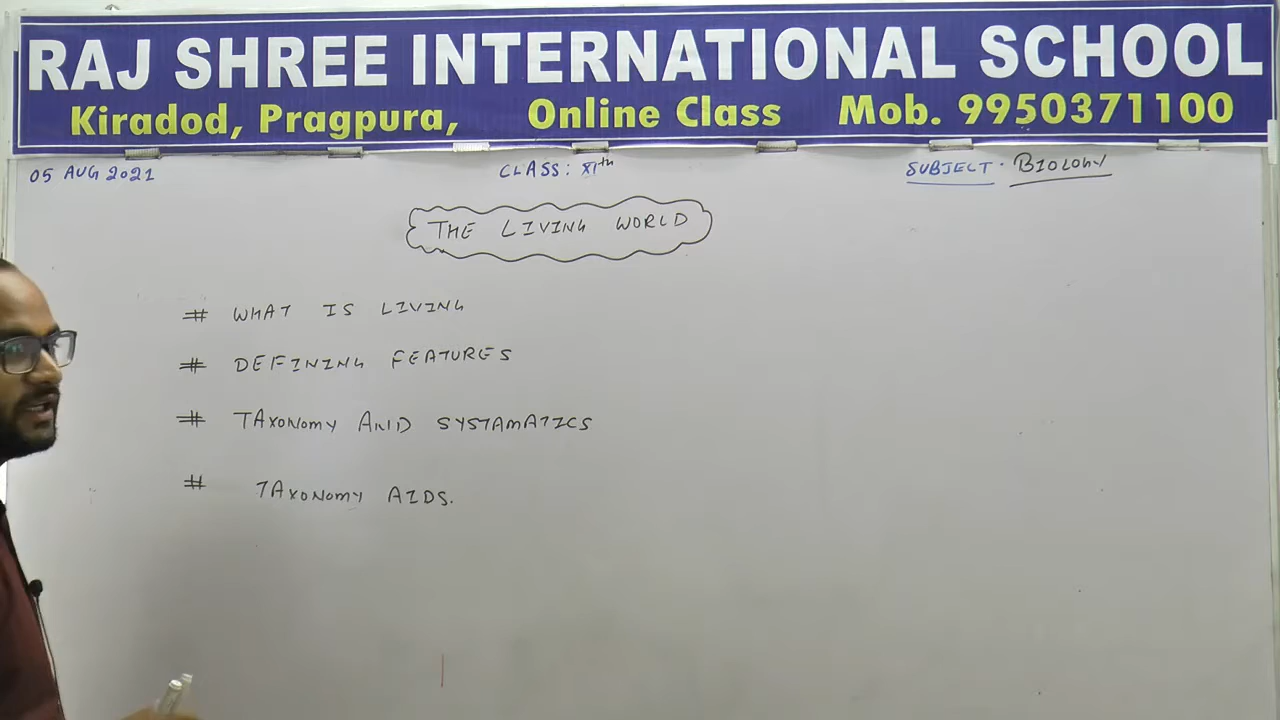 RAJ SHREE INTERNATIONAL SCHOOL
Kiradod, Pragpura, Online Class Mob. 9950371100
05 AUG 2021 CLASS: XIth SUBJECT · BIOLOGY
THE LIVING WORLD
# WHAT IS LIVING
# DEFINING FEATURES
# TAXONOMY AND SYSTAMATICS
# TAXONOMY AIDS.